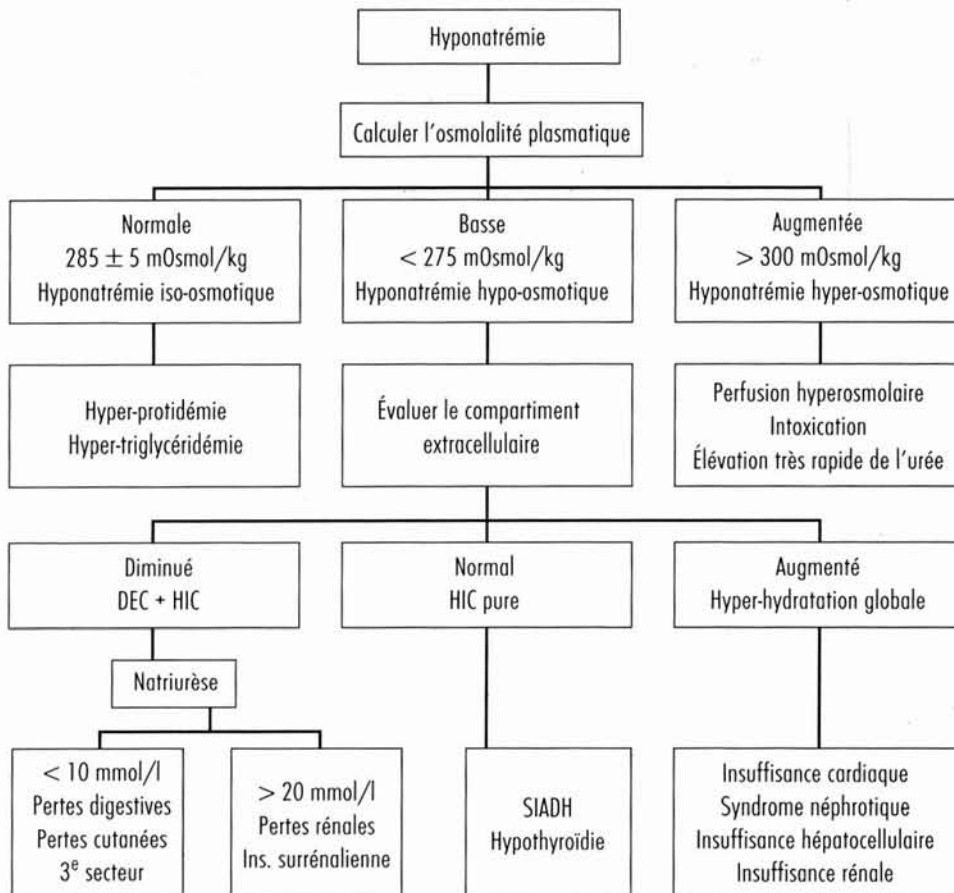 Hyponatrémie
Calculer l'osmolalité plasmatique
Normale
285 ± 5 mOsmol/kg
Hyponatrémie iso-osmotique
Basse
< 275 mOsmol/kg
Hyponatrémie hypo-osmotique
Augmentée
> 300 mOsmol/kg
Hyponatrémie hyper-osmotique
Hyper-protidémie
Hyper-triglycéridémie
Évaluer le compartiment
extracellulaire
Perfusion hyperosmolaire
Intoxication
Élévation très rapide de l'urée
Diminué
DEC + HIC
Normal
HIC pure
Augmenté
Hyper-hydratation globale
Natriurèse
< 10 mmol/l
Pertes digestives
Pertes cutanées
3e secteur
> 20 mmol/l
Pertes rénales
Ins. surrénalienne
SIADH
Hypothyroïdie
Insuffisance cardiaque
Syndrome néphrotique
Insuffisance hépatocellulaire
Insuffisance rénale